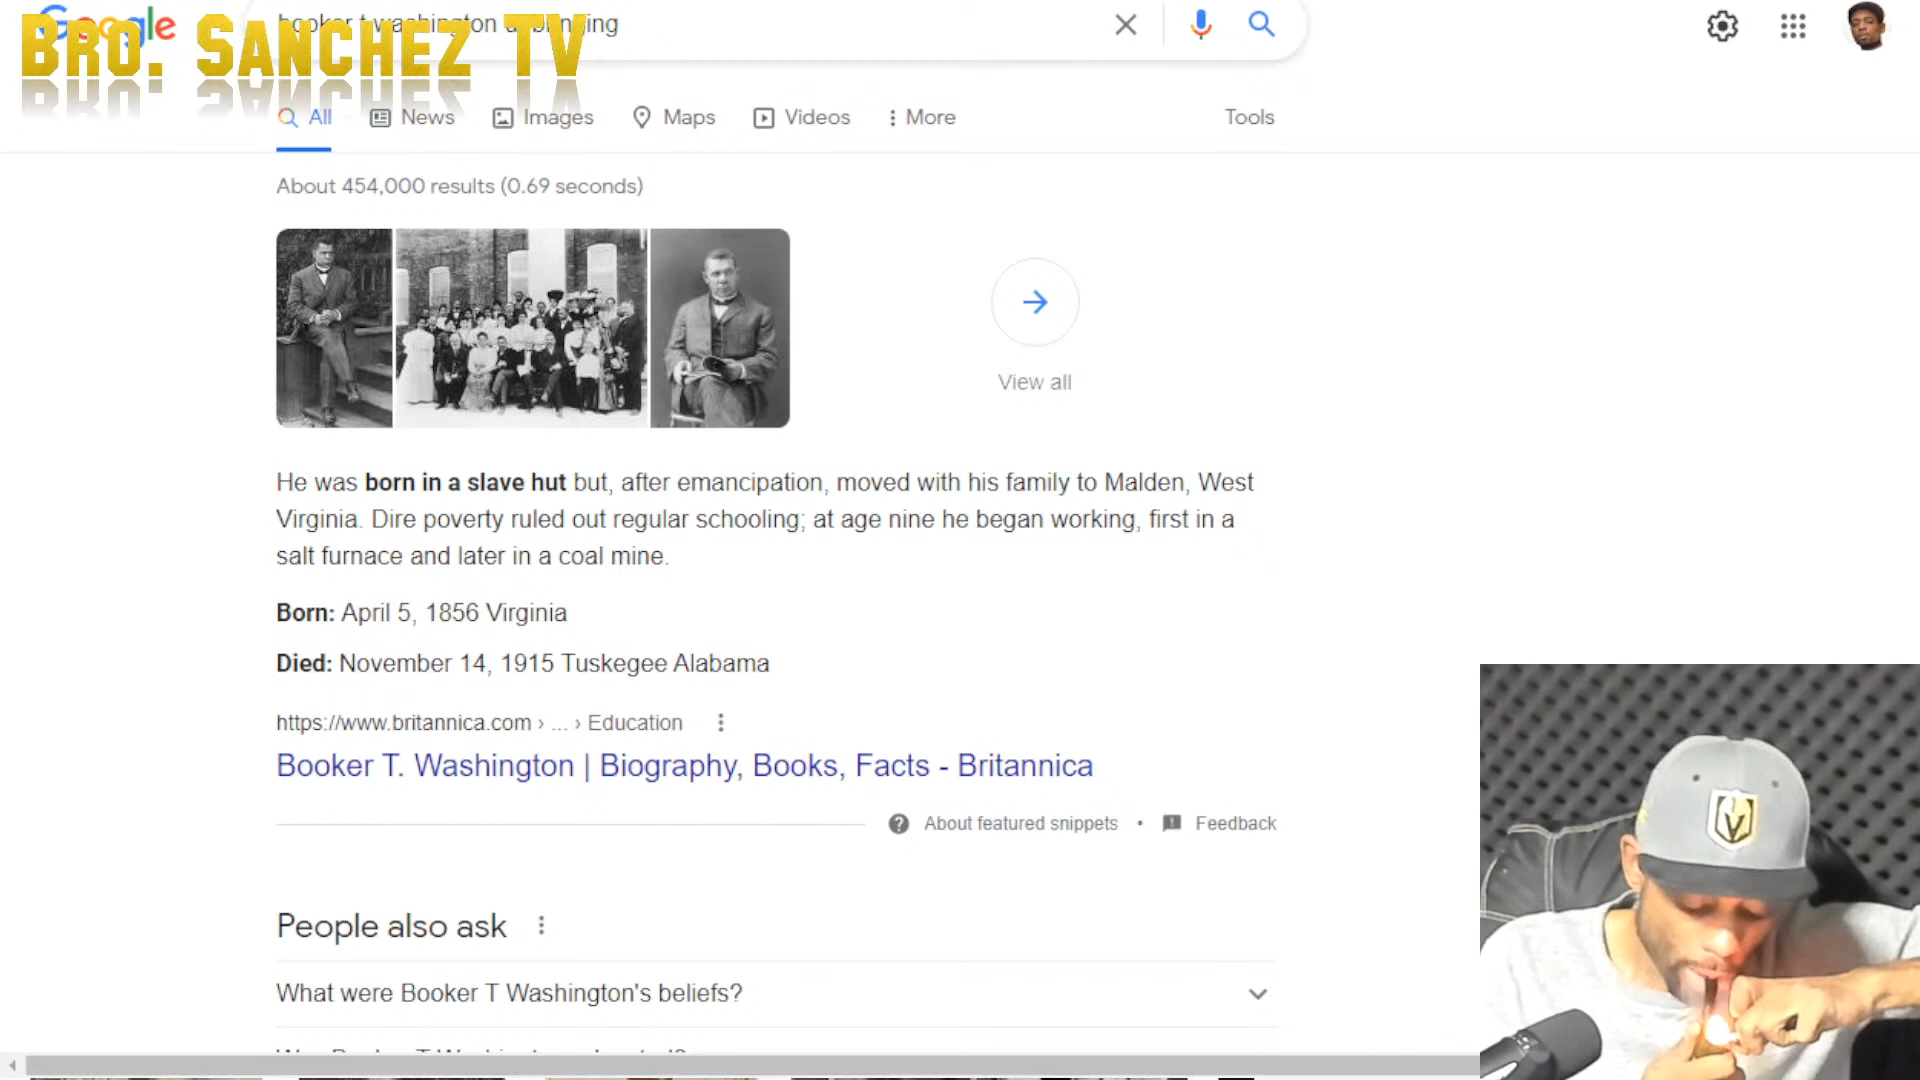 Google
booker t washington
BRO. SANCHEZ TV
All News Images Maps Videos More Tools
About 454,000 results (0.69 seconds)
View all
He was born in a slave hut but, after emancipation, moved with his family to Malden, West
Virginia. Dire poverty ruled out regular schooling; at age nine he began working, first in a
salt furnace and later in a coal mine.
Born: April 5, 1856 Virginia
Died: November 14, 1915 Tuskegee Alabama
https://www.britannica.com › ... › Education
Booker T. Washington | Biography, Books, Facts - Britannica
About featured snippets • Feedback
People also ask
What were Booker T Washington's beliefs?